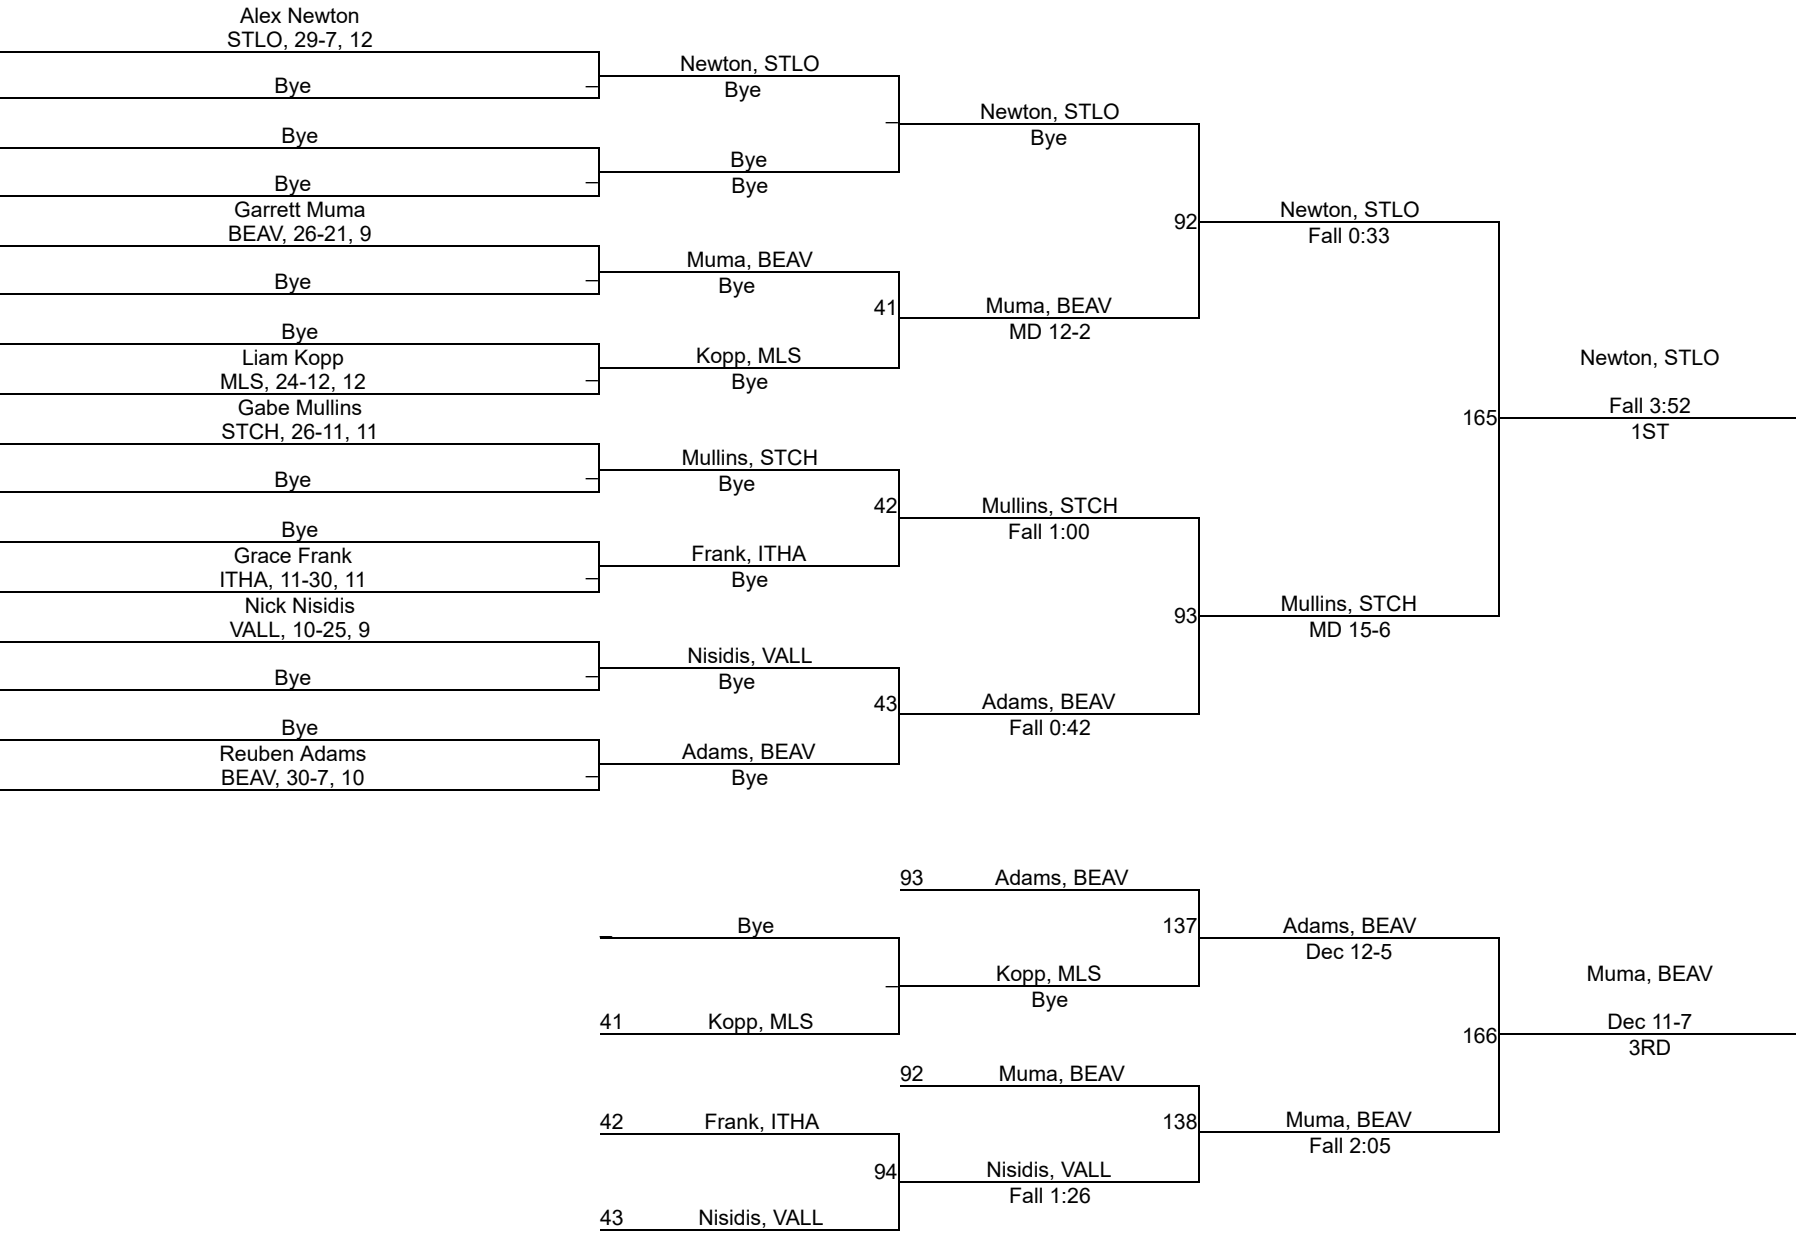 Alex Newton
STLO, 29-7, 12
Bye
Bye
Bye
Garrett Muma
BEAV, 26-21, 9
Bye
Bye
Liam Kopp
MLS, 24-12, 12
Gabe Mullins
STCH, 26-11, 11
Bye
Bye
Grace Frank
ITHA, 11-30, 11
Nick Nisidis
VALL, 10-25, 9
Bye
Bye
Reuben Adams
BEAV, 30-7, 10
Newton, STLO
Bye
Bye
Bye
Muma, BEAV
Bye
41
Kopp, MLS
Bye
Mullins, STCH
Bye
42
Frank, ITHA
Bye
Nisidis, VALL
Bye
43
Adams, BEAV
Bye
Newton, STLO
Bye
92
Muma, BEAV
MD 12-2
Mullins, STCH
Fall 1:00
93
Adams, BEAV
Fall 0:42
Newton, STLO
Fall 0:33
165
Mullins, STCH
MD 15-6
Newton, STLO
Fall 3:52
1ST
93 Adams, BEAV
Bye
137
Kopp, MLS
Bye
41 Kopp, MLS
92 Muma, BEAV
42 Frank, ITHA
138
94
Nisidis, VALL
Fall 1:26
43 Nisidis, VALL
Adams, BEAV
Dec 12-5
166
Muma, BEAV
Fall 2:05
Muma, BEAV
Dec 11-7
3RD